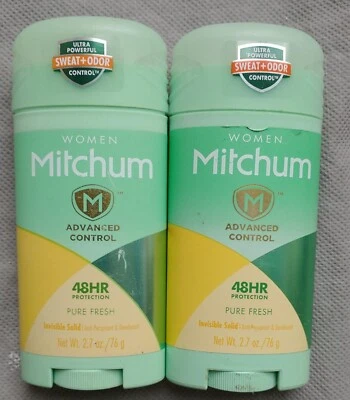 ULTRA
POWERFUL
SWEAT+ODOR
CONTROL™
WOMEN
Mitchum
M
ADVANCED
CONTROL
48HR
PROTECTION
PURE FRESH
Invisible Solid
Net Wt. 2.7 oz./76 g
ULTRA
POWERFUL
SWEAT+ODOR
CONTROL™
WOMEN
Mitchum
M
ADVANCED
CONTROL
48HR
PROTECTION
PURE FRESH
Invisible Solid
Net Wt. 2.7 oz./76 g